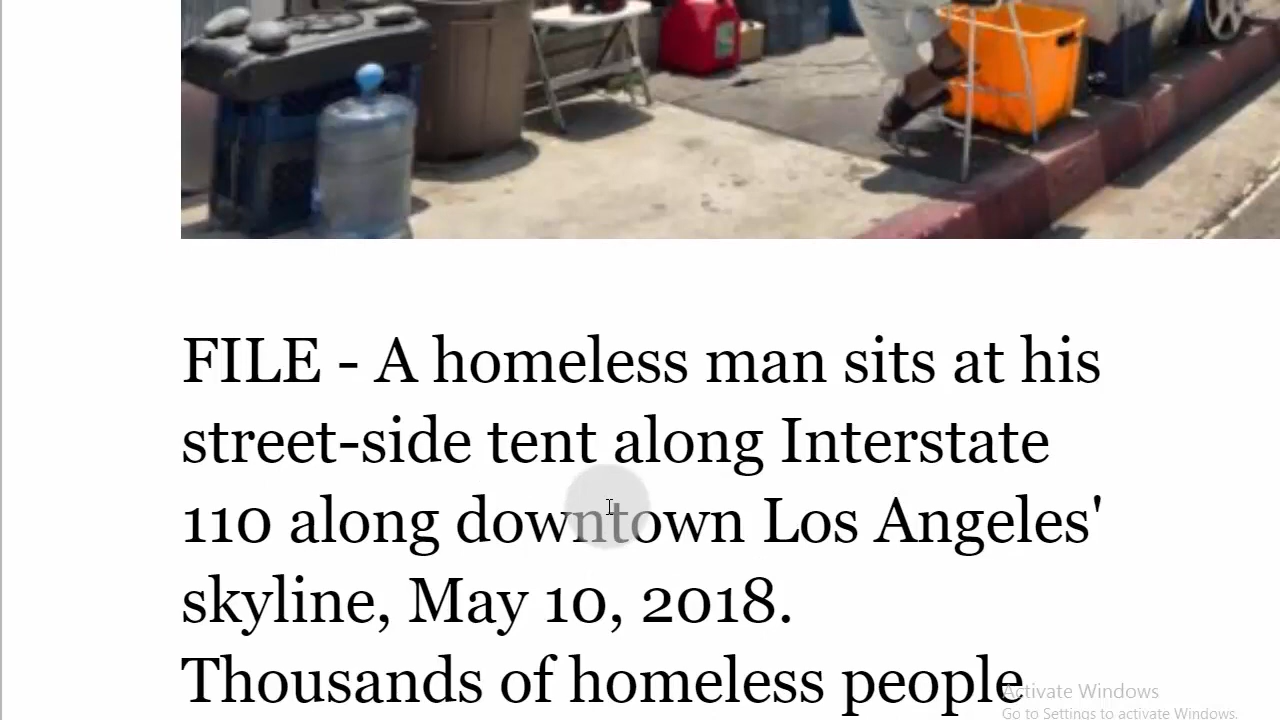 FILE - A homeless man sits at his
street-side tent along Interstate
110 along downtown Los Angeles'
skyline, May 10, 2018.
Thousands of homeless people
Activate Windows
Go to Settings to activate Windows.